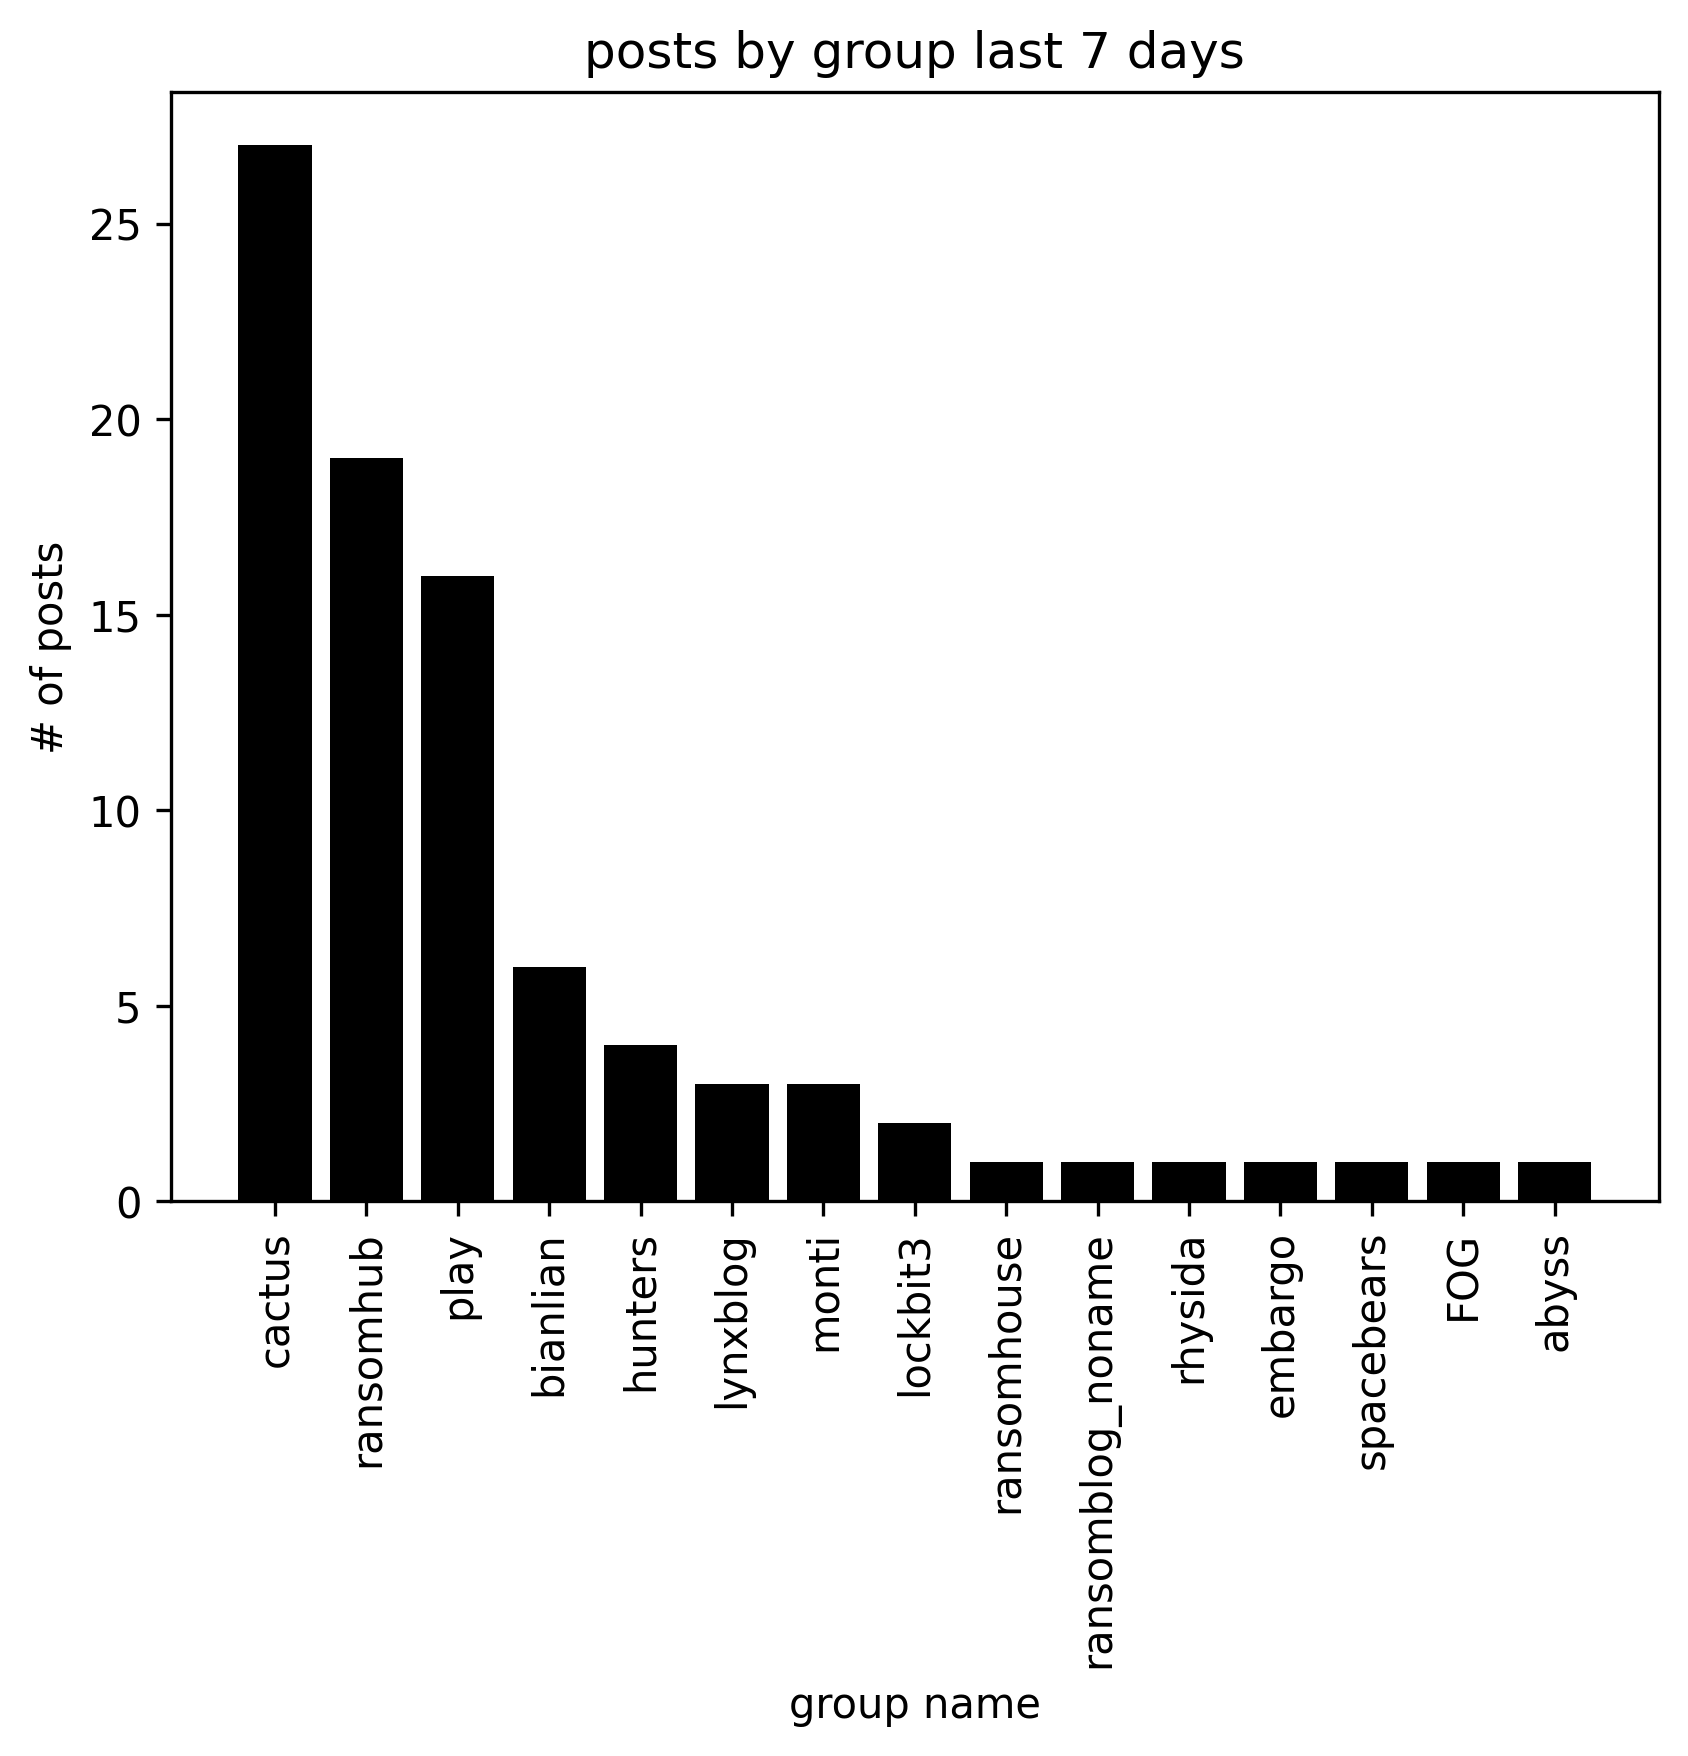 posts by group last 7 days
# of posts
25
20
15
10
5
0
cactus
ransomhub
play
bianlian
hunters
lynxblog
monti
lockbit3
ransomhouse
ransomblog_noname
rhysida
embargo
spacebears
FOG
abyss
group name